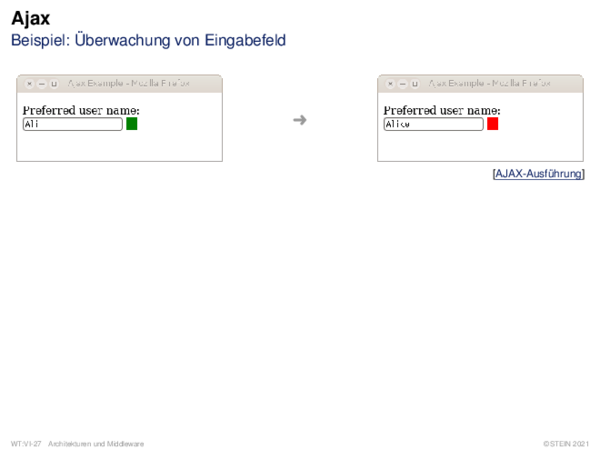 Ajax
Beispiel: Überwachung von Eingabefeld
Ajax Example - Mozilla Firefox
Preferred user name:
Ali
➜
Ajax Example - Mozilla Firefox
Preferred user name:
Alice
[AJAX-Ausführung]
WT:VI-27 Architekturen und Middleware
©STEIN 2021